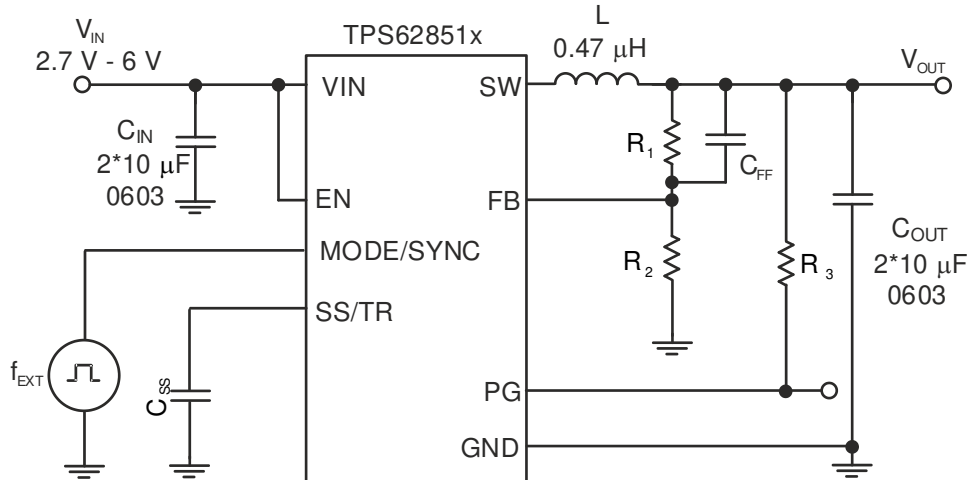 TPS62851x
V_IN
2.7 V - 6 V
L
0.47 µH
V_OUT
VIN
SW
C_IN
2*10 µF
0603
R_1
C_FF
EN
FB
MODE/SYNC
R_2
R_3
C_OUT
2*10 µF
0603
SS/TR
f_EXT
C_SS
PG
GND